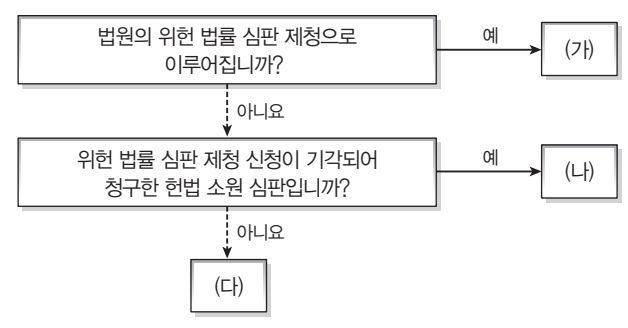 법원의 위헌 법률 심판 제청으로
이루어집니까?
예
(가)
아니요
위헌 법률 심판 제청 신청이 기각되어
청구한 헌법 소원 심판입니까?
예
(나)
아니요
(다)